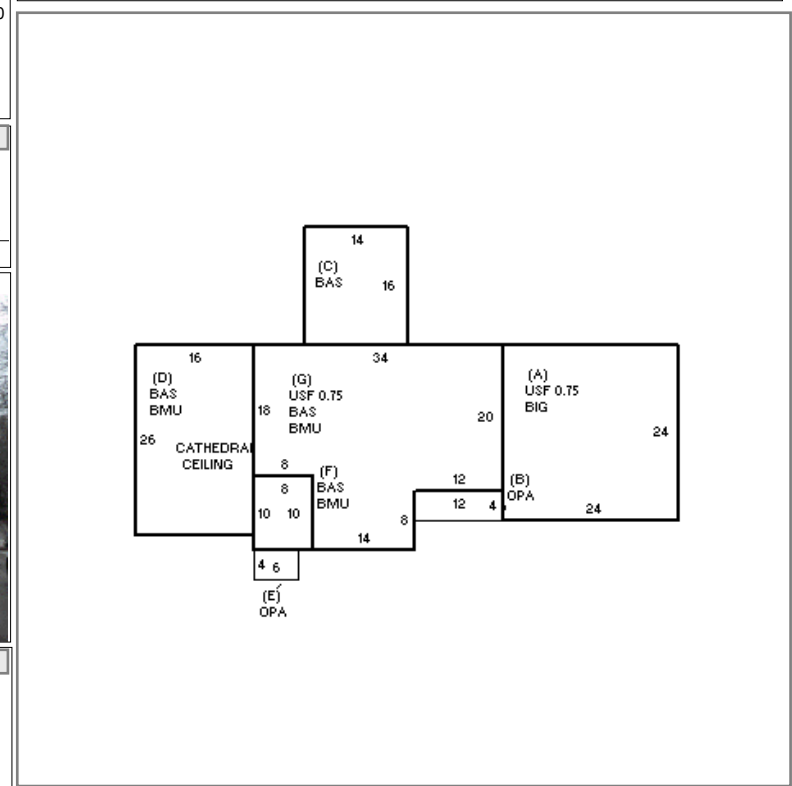 0
14
(C)
BAS
16
16
34
(D)
BAS
BMU
(G)
USF 0.75
BAS
BMU
(A)
USF 0.75
BIG
18
20
24
26
CATHEDRAL
CEILING
8
(F)
BAS
BMU
8
10
10
12
12
4
(B)
OPA
24
8
14
4
6
(E)
OPA